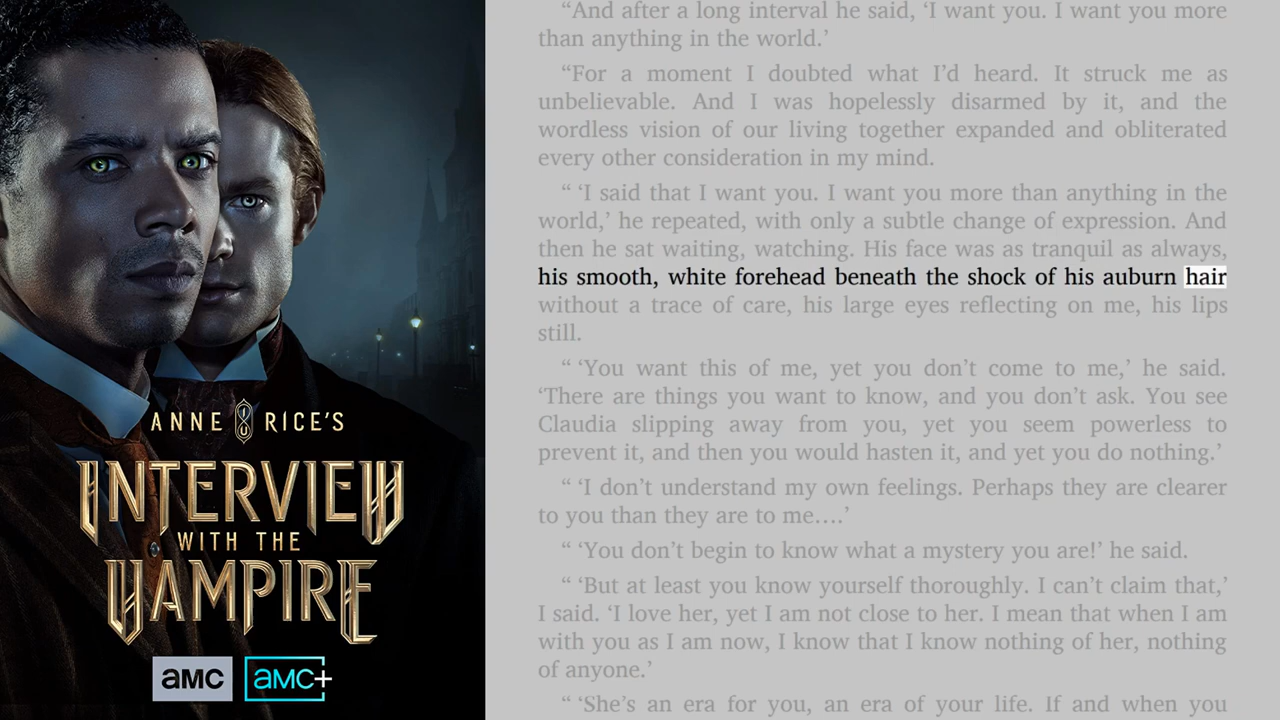 ANNE RICE'S
INTERVIEW
WITH THE
VAMPIRE
amc
amc+
“And after a long interval he said, ‘I want you. I want you more
than anything in the world.’
“For a moment I doubted what I’d heard. It struck me as
unbelievable. And I was hopelessly disarmed by it, and the
wordless vision of our living together expanded and obliterated
every other consideration in my mind.
“ ‘I said that I want you. I want you more than anything in the
world,’ he repeated, with only a subtle change of expression. And
then he sat waiting, watching. His face was as tranquil as always,
his smooth, white forehead beneath the shock of his auburn hair
without a trace of care, his large eyes reflecting on me, his lips
still.
“ ‘You want this of me, yet you don’t come to me,’ he said.
‘There are things you want to know, and you don’t ask. You see
Claudia slipping away from you, yet you seem powerless to
prevent it, and then you would hasten it, and yet you do nothing.’
“ ‘I don’t understand my own feelings. Perhaps they are clearer
to you than they are to me....’
“ ‘You don’t begin to know what a mystery you are!’ he said.
“ ‘But at least you know yourself thoroughly. I can’t claim that,’
I said. ‘I love her, yet I am not close to her. I mean that when I am
with you as I am now, I know that I know nothing of her, nothing
of anyone.’
“ ‘She’s an era for you, an era of your life. If and when you